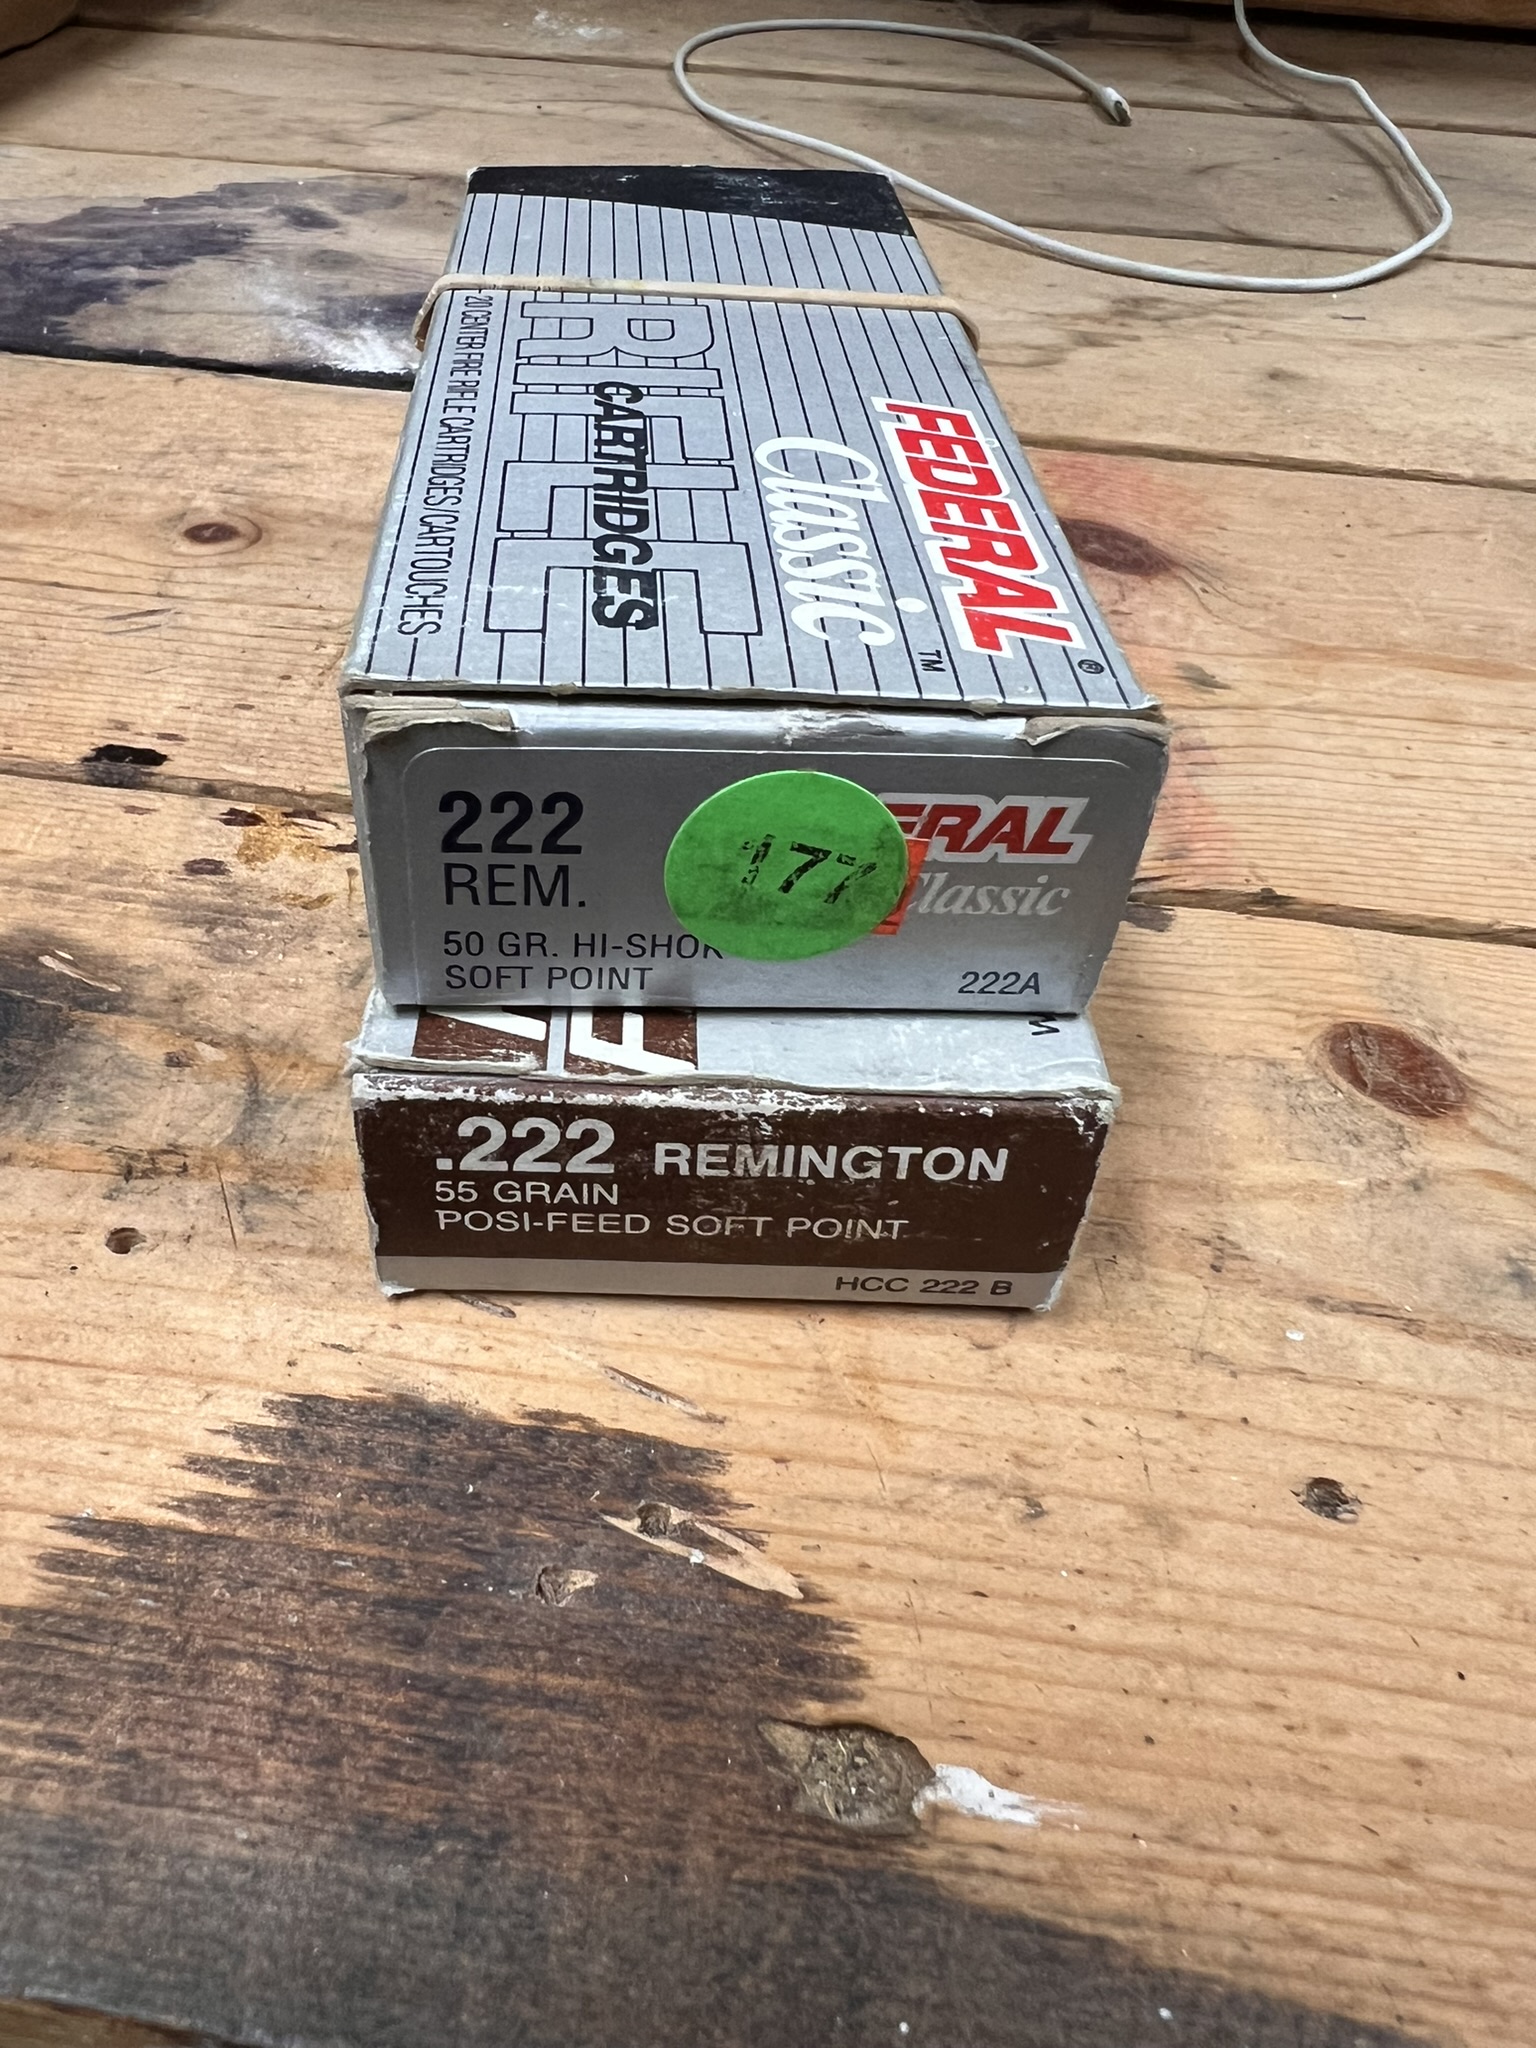 FEDERAL®
Classic™
RIFLE
CARTRIDGES
20 CENTER FIRE RIFLE CARTRIDGES/CARTOUCHES
222
REM.
50 GR. HI-SHOK
SOFT POINT
177
ERAL
Classic
222A
M
.222 REMINGTON
55 GRAIN
POSI-FEED SOFT POINT
HCC 222 B